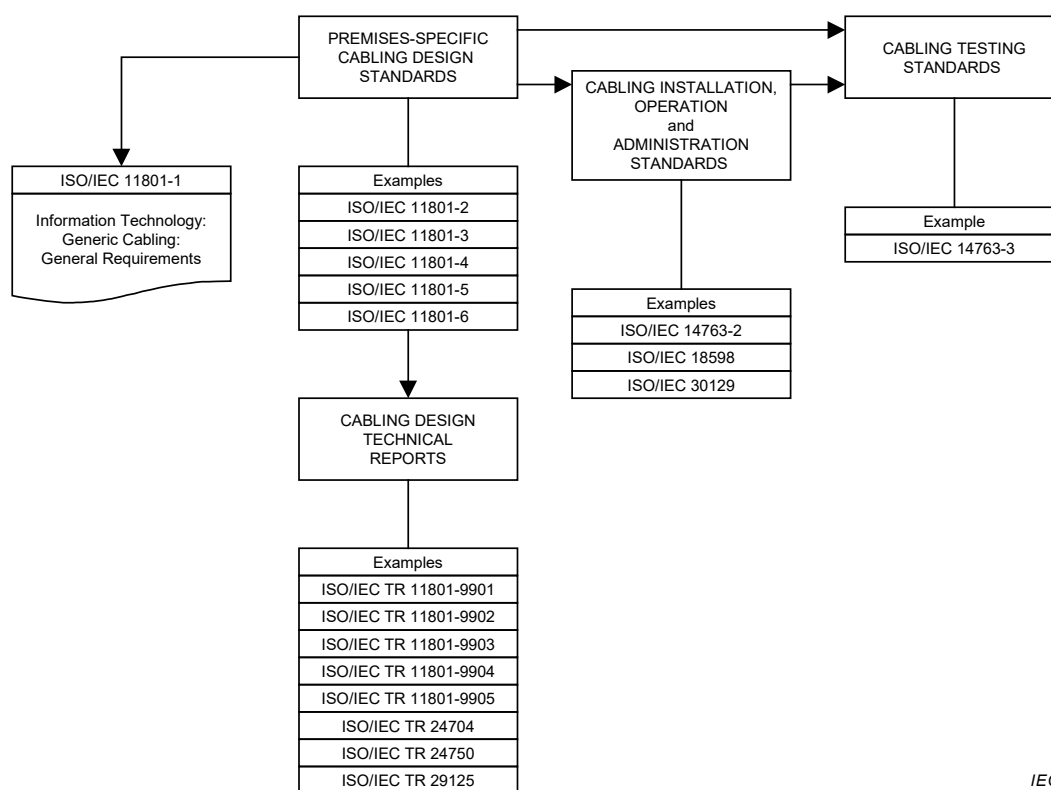 PREMISES-SPECIFIC
CABLING DESIGN
STANDARDS
CABLING TESTING
STANDARDS
CABLING INSTALLATION,
OPERATION
and
ADMINISTRATION
STANDARDS
ISO/IEC 11801-1
Information Technology:
Generic Cabling:
General Requirements
Examples
ISO/IEC 11801-2
ISO/IEC 11801-3
ISO/IEC 11801-4
ISO/IEC 11801-5
ISO/IEC 11801-6
Example
ISO/IEC 14763-3
Examples
ISO/IEC 14763-2
ISO/IEC 18598
ISO/IEC 30129
CABLING DESIGN
TECHNICAL
REPORTS
Examples
ISO/IEC TR 11801-9901
ISO/IEC TR 11801-9902
ISO/IEC TR 11801-9903
ISO/IEC TR 11801-9904
ISO/IEC TR 11801-9905
ISO/IEC TR 24704
ISO/IEC TR 24750
ISO/IEC TR 29125
IEC